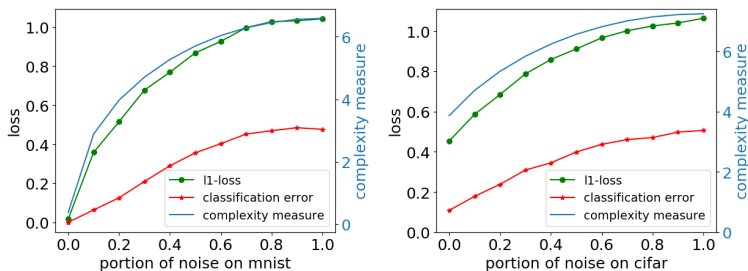 1.0
0.8
0.6
0.4
0.2
0.0
loss
0.0 0.2 0.4 0.6 0.8 1.0
portion of noise on mnist
6
4
2
0
complexity measure
l1-loss
classification error
complexity measure
1.0
0.8
0.6
0.4
0.2
0.0
loss
0.0 0.2 0.4 0.6 0.8 1.0
portion of noise on cifar
6
4
2
0
complexity measure
l1-loss
classification error
complexity measure